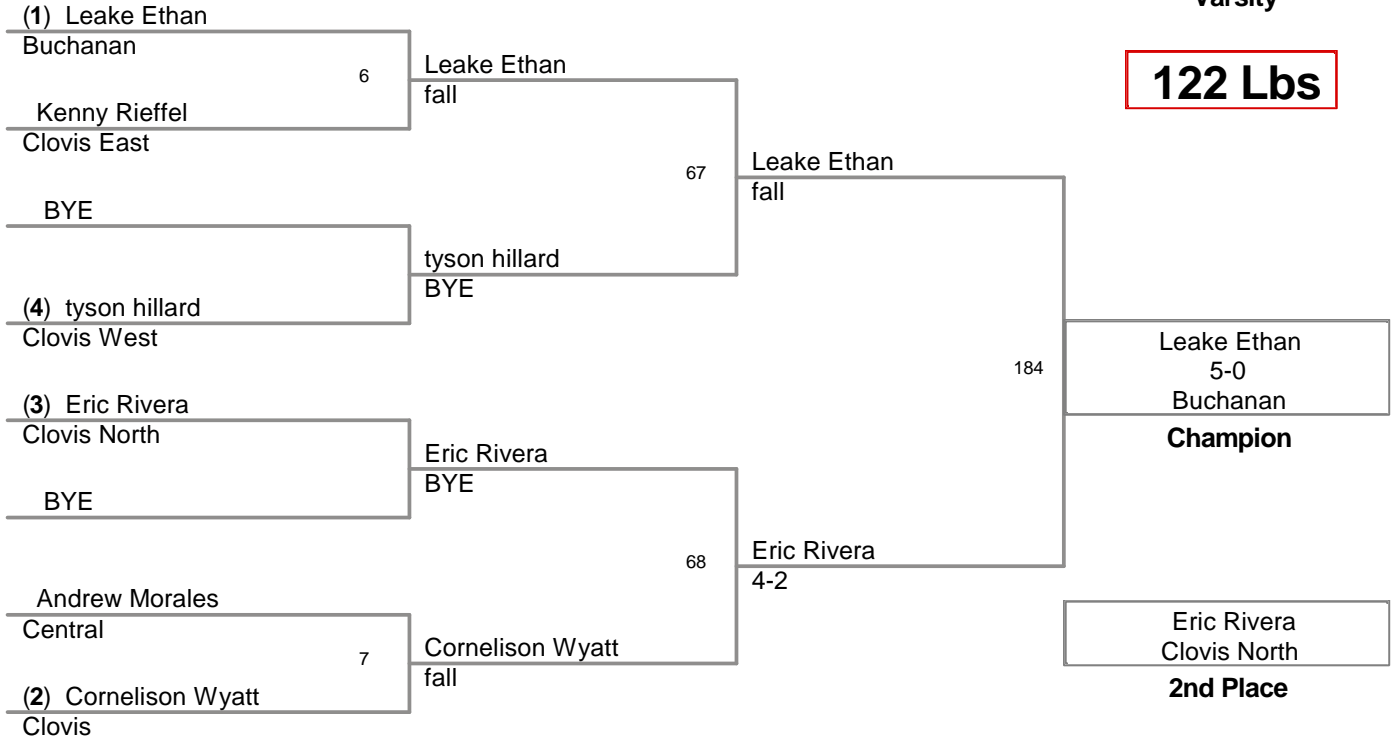 Varsity
122 Lbs
(1) Leake Ethan
Buchanan
6
Kenny Rieffel
Clovis East
Leake Ethan
fall
BYE
(4) tyson hillard
Clovis West
tyson hillard
BYE
67
Leake Ethan
fall
(3) Eric Rivera
Clovis North
BYE
Eric Rivera
BYE
Andrew Morales
Central
7
(2) Cornelison Wyatt
Clovis
Cornelison Wyatt
fall
68
Eric Rivera
4-2
184
Leake Ethan
5-0
Buchanan
Champion
Eric Rivera
Clovis North
2nd Place